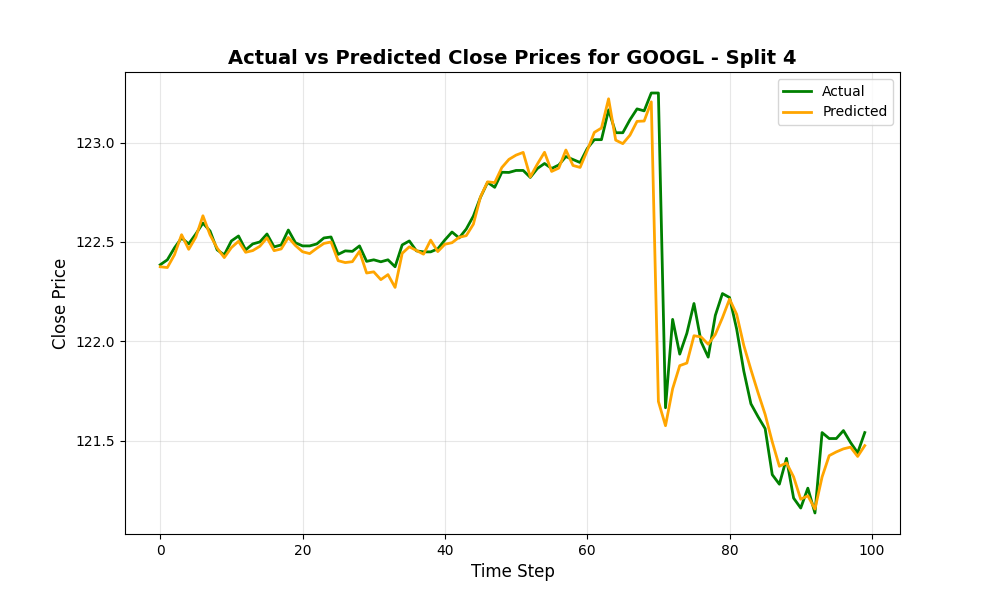 Actual vs Predicted Close Prices for GOOGL - Split 4
Actual
Predicted
Close Price
123.0
122.5
122.0
121.5
0
20
40
60
80
100
Time Step